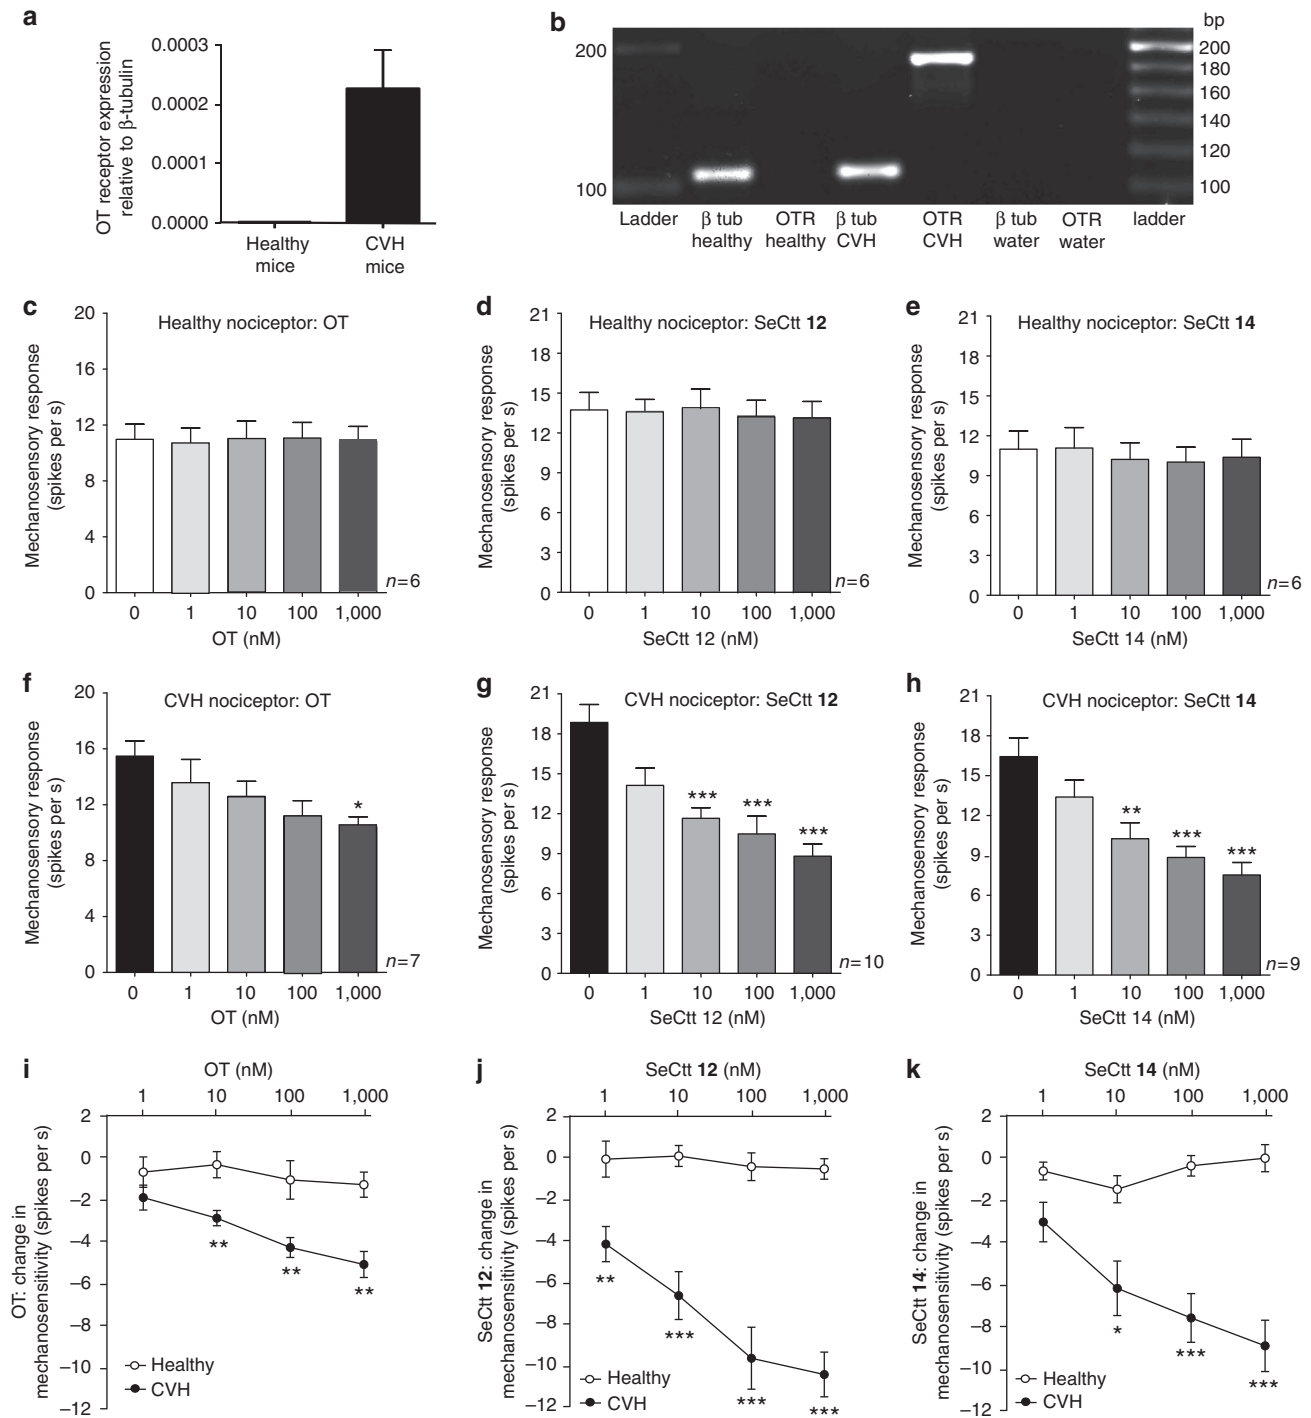 a
OT receptor expression
relative to β-tubulin
0.0003
0.0002
0.0001
0.0000
Healthy
mice
CVH
mice
b
bp
200
100
200
180
160
140
120
100
Ladder
β tub
healthy
OTR
healthy
β tub
CVH
OTR
CVH
β tub
water
OTR
water
ladder
c
Healthy nociceptor: OT
Mechanosensory response
(spikes per s)
20
16
12
8
4
0
n=6
0 1 10 100 1,000
OT (nM)
d
Healthy nociceptor: SeCtt 12
Mechanosensory response
(spikes per s)
21
18
15
12
9
6
3
0
n=6
0 1 10 100 1,000
SeCtt 12 (nM)
e
Healthy nociceptor: SeCtt 14
Mechanosensory response
(spikes per s)
21
18
15
12
9
6
3
0
n=6
0 1 10 100 1,000
SeCtt 14 (nM)
f
CVH nociceptor: OT
Mechanosensory response
(spikes per s)
20
16
12
8
4
0
*
n=7
0 1 10 100 1,000
OT (nM)
g
CVH nociceptor: SeCtt 12
Mechanosensory response
(spikes per s)
21
18
15
12
9
6
3
0
*** *** ***
n=10
0 1 10 100 1,000
SeCtt 12 (nM)
h
CVH nociceptor: SeCtt 14
Mechanosensory response
(spikes per s)
21
18
15
12
9
6
3
0
** *** ***
n=9
0 1 10 100 1,000
SeCtt 14 (nM)
i
OT (nM)
1 10 100 1,000
OT: change in
mechanosensitivity (spikes per s)
2
0
–2
–4
–6
–8
–10
–12
** ** **
Healthy
CVH
j
SeCtt 12 (nM)
1 10 100 1,000
SeCtt 12: change in
mechanosensitivity (spikes per s)
2
0
–2
–4
–6
–8
–10
–12
** *** *** ***
Healthy
CVH
k
SeCtt 14 (nM)
1 10 100 1,000
SeCtt 14: change in
mechanosensitivity (spikes per s)
2
0
–2
–4
–6
–8
–10
–12
* *** ***
Healthy
CVH